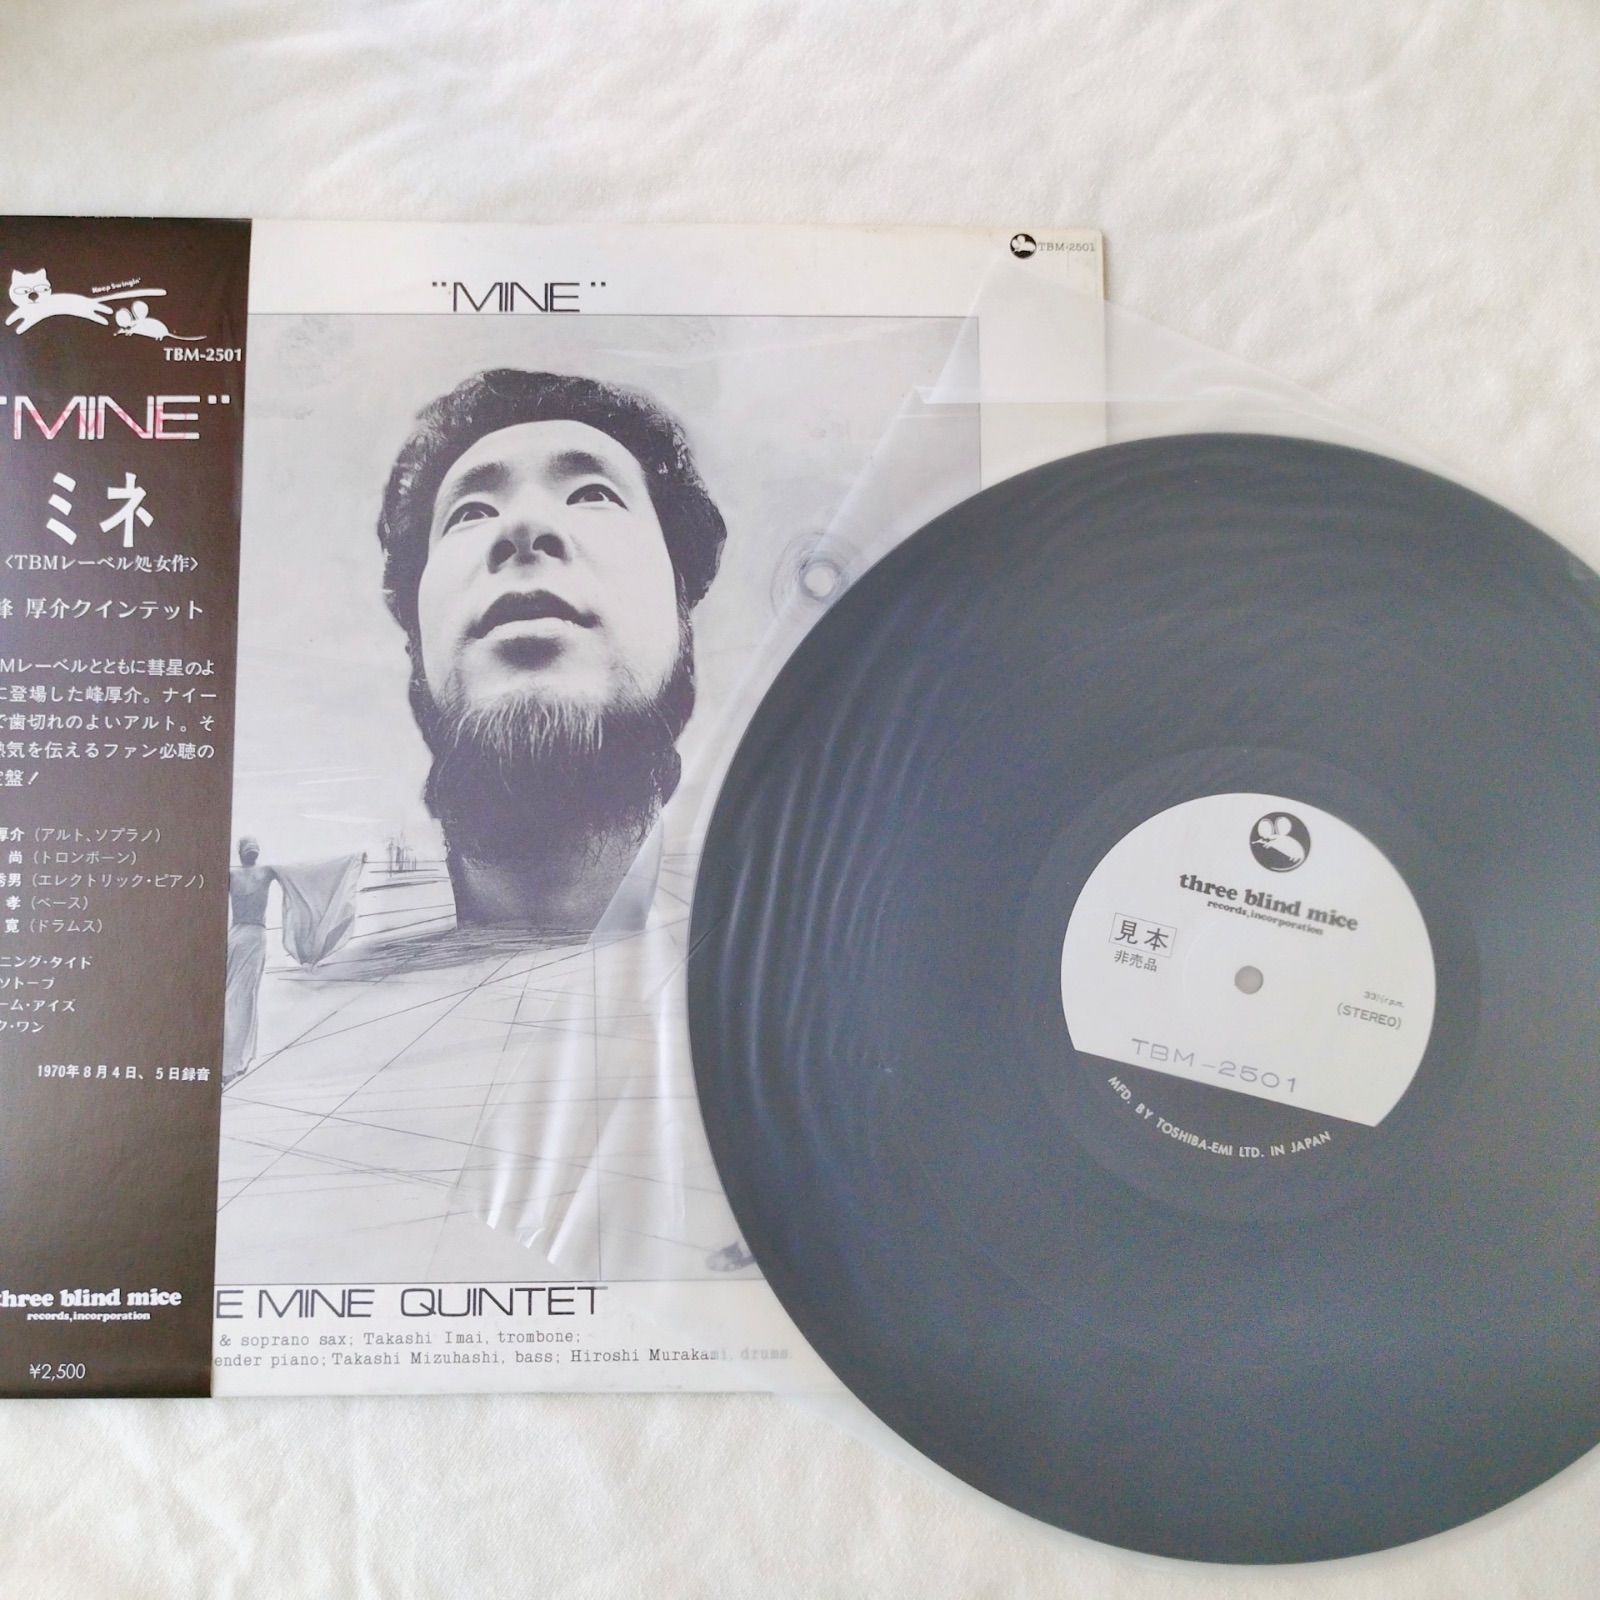 Keep Swingin'
TBM-2501
"MINE"
ミネ
〈TBMレーベル処女作〉
峰 厚介クインテット
Mレーベルとともに彗星のよ
に登場した峰厚介。ナイー
で歯切れのよいアルト。そ
熱気を伝えるファン必聴の
定盤!
厚介(アルト、ソプラノ)
尚(トロンボーン)
秀男(エレクトリック・ピアノ)
孝(ベース)
寛(ドラムス)
ニング・タイド
ソトープ
ーム・アイズ
ク・ワン
1970年8月4日、5日録音
three blind mice
records, incorporation
¥2,500
"MINE"
TBM-2501
E MINE QUINTET
& soprano sax; Takashi Imai, trombone;
ender piano; Takashi Mizuhashi, bass; Hiroshi Murakami, drums.
three blind mice
records, incorporation
見本
非売品
33⅓r.p.m.
(STEREO)
TBM-2501
MFD. BY TOSHIBA-EMI LTD. IN JAPAN